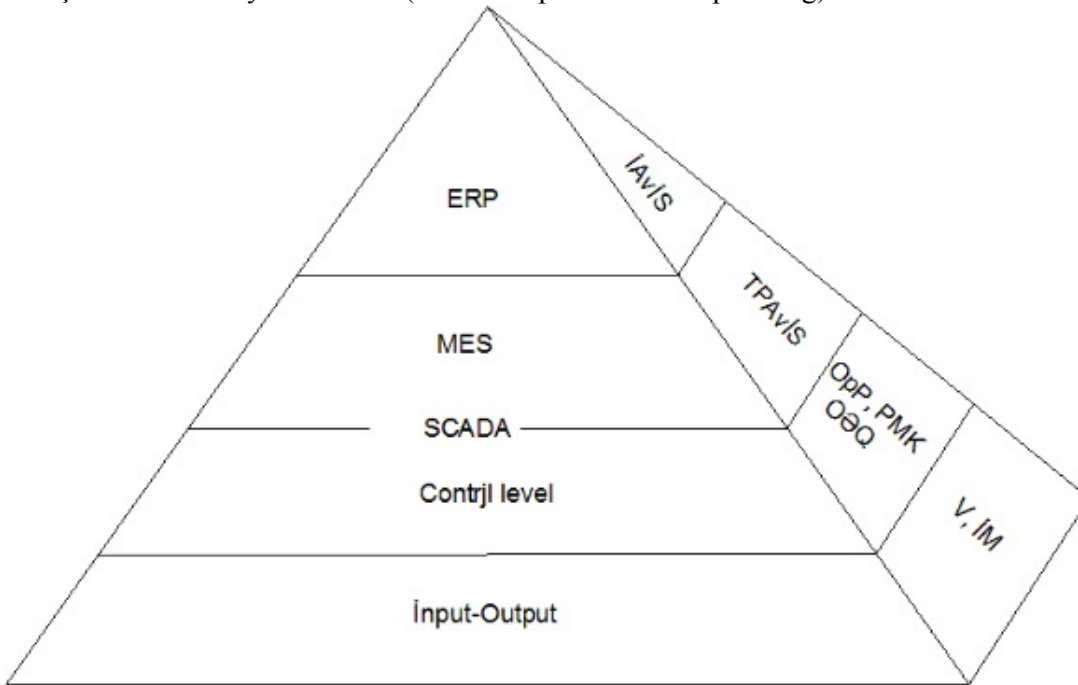 ERP
İAvİS
MES
TPAvİS
SCADA
OpP, PMK
OƏQ
Contrjl level
V, İM
İnput-Output